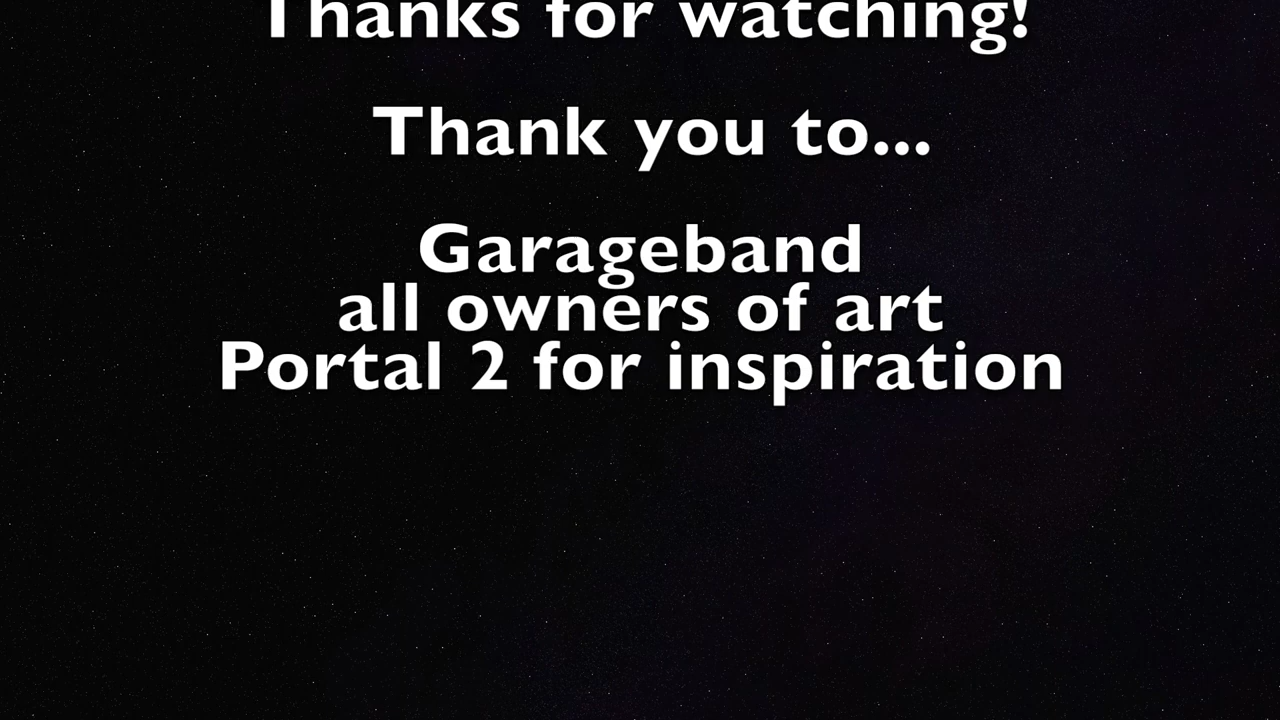 Thanks for watching!
Thank you to...
Garageband
all owners of art
Portal 2 for inspiration